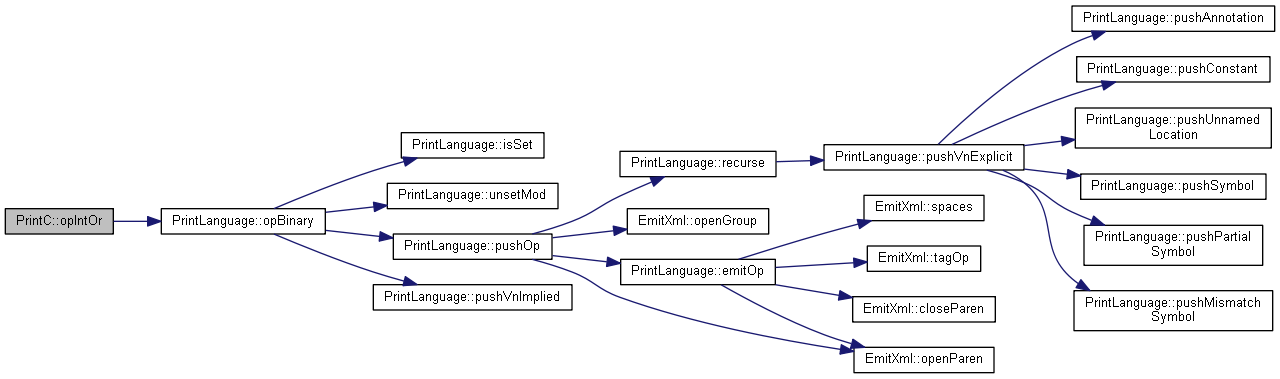 PrintC::opIntOr
PrintLanguage::opBinary
PrintLanguage::isSet
PrintLanguage::unsetMod
PrintLanguage::pushOp
PrintLanguage::pushVnImplied
PrintLanguage::recurse
EmitXml::openGroup
PrintLanguage::emitOp
PrintLanguage::pushVnExplicit
EmitXml::spaces
EmitXml::tagOp
EmitXml::closeParen
EmitXml::openParen
PrintLanguage::pushAnnotation
PrintLanguage::pushConstant
PrintLanguage::pushUnnamed
Location
PrintLanguage::pushSymbol
PrintLanguage::pushPartial
Symbol
PrintLanguage::pushMismatch
Symbol